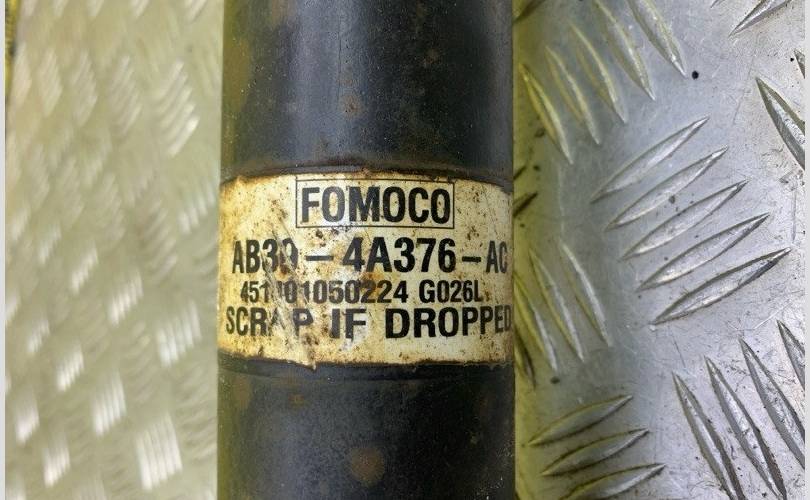 FOMOCO
AB39-4A376-AC
G026L
SCRAP IF DROPPED